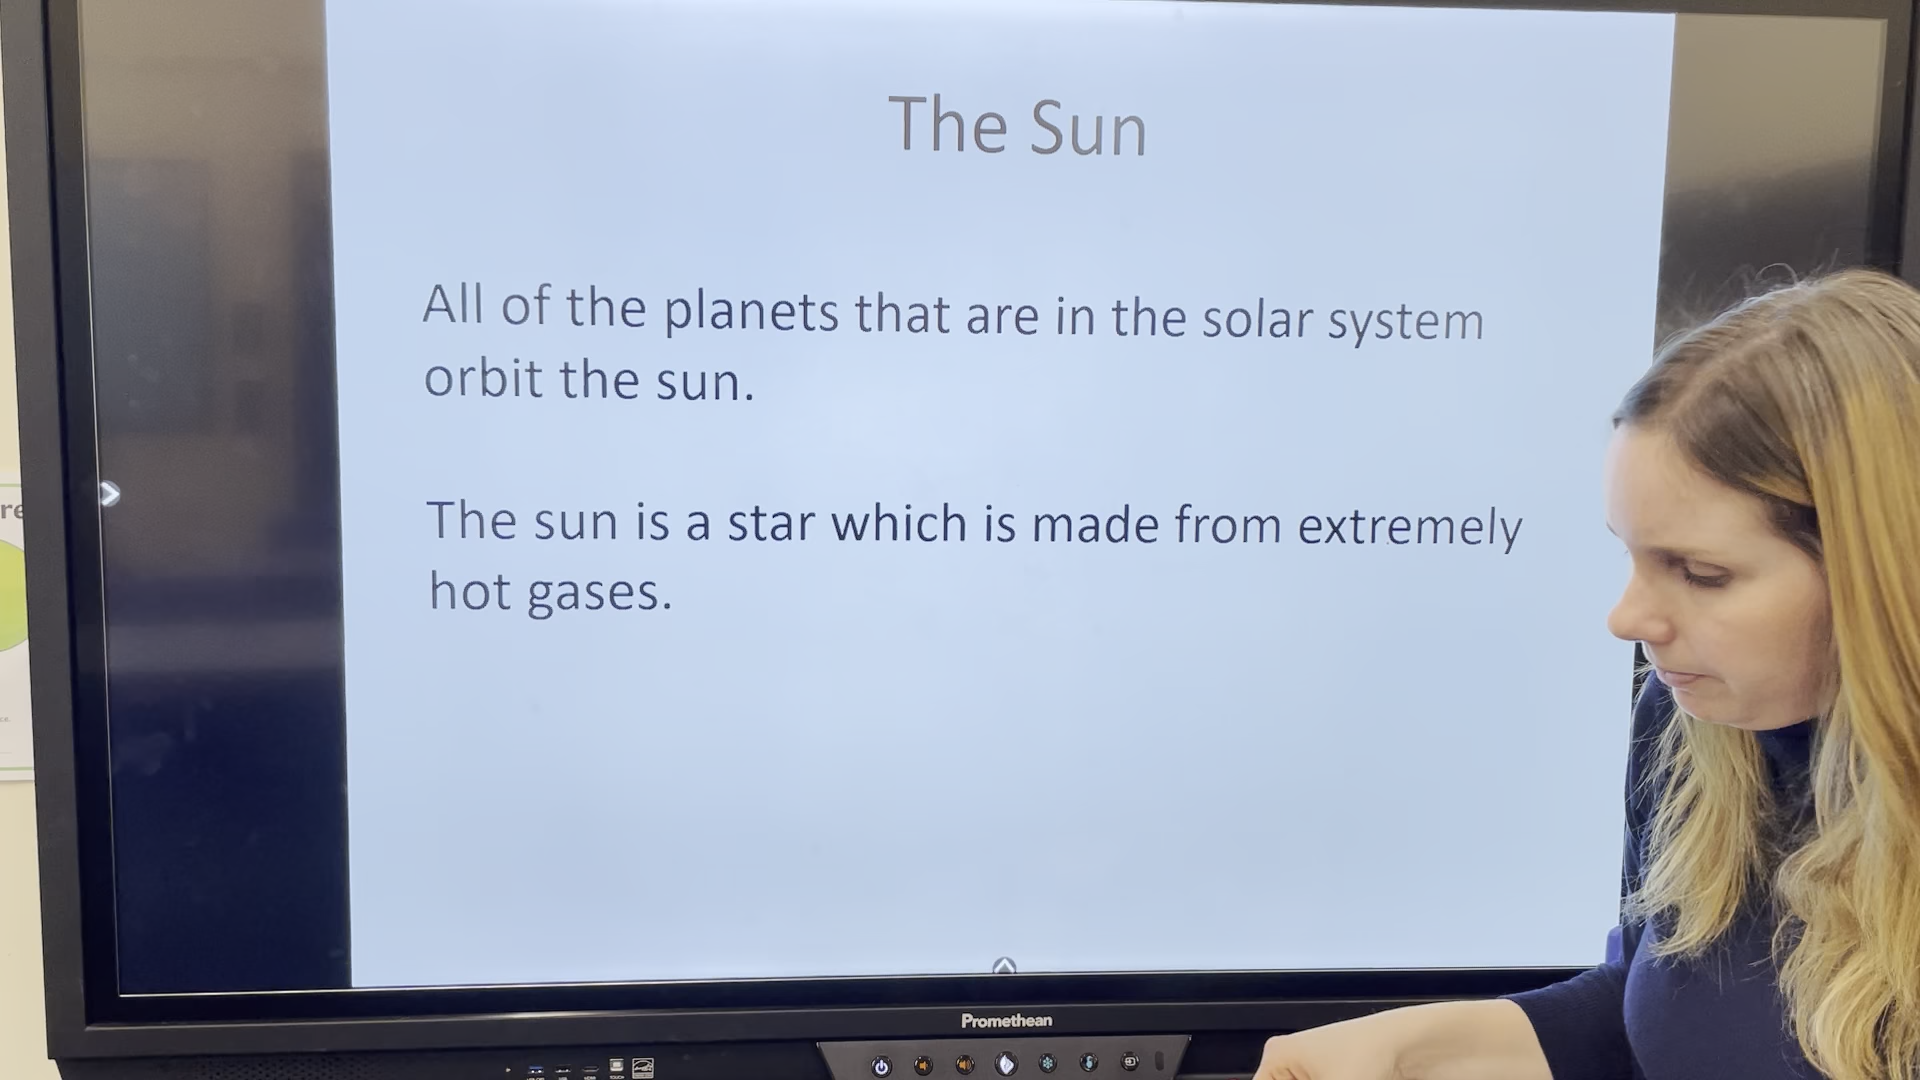 The Sun
All of the planets that are in the solar system
orbit the sun.
The sun is a star which is made from extremely
hot gases.
re
Promethean